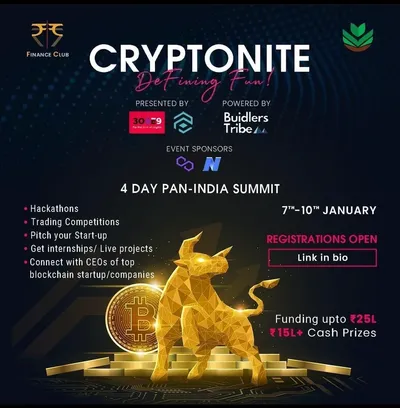 FINANCE CLUB
CRYPTONITE
DeFining Fun!
PRESENTED BY
POWERED BY
Buidlers
Tribe
EVENT SPONSORS
4 DAY PAN-INDIA SUMMIT
• Hackathons
• Trading Competitions
• Pitch your Start-up
• Get internships/ Live projects
• Connect with CEOs of top
blockchain startup/companies
7TH-10TH JANUARY
REGISTRATIONS OPEN
Link in bio
Funding upto ₹25L
₹15L+ Cash Prizes